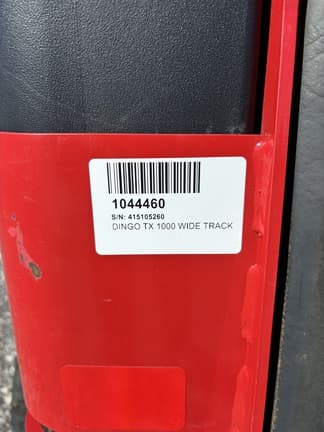 1044460
S/N: 415105260
DINGO TX 1000 WIDE TRACK